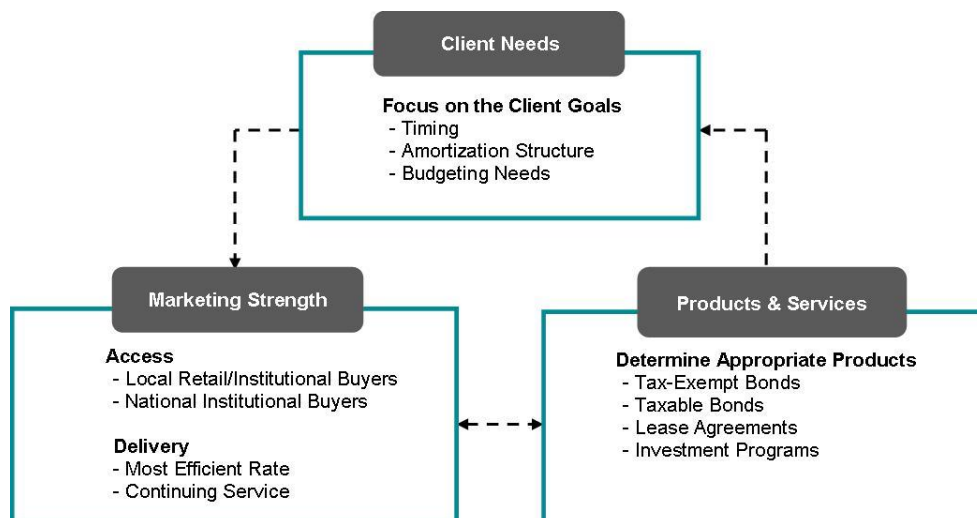 Client Needs
Focus on the Client Goals
- Timing
- Amortization Structure
- Budgeting Needs
Marketing Strength
Access
- Local Retail/Institutional Buyers
- National Institutional Buyers
Delivery
- Most Efficient Rate
- Continuing Service
Products & Services
Determine Appropriate Products
- Tax-Exempt Bonds
- Taxable Bonds
- Lease Agreements
- Investment Programs